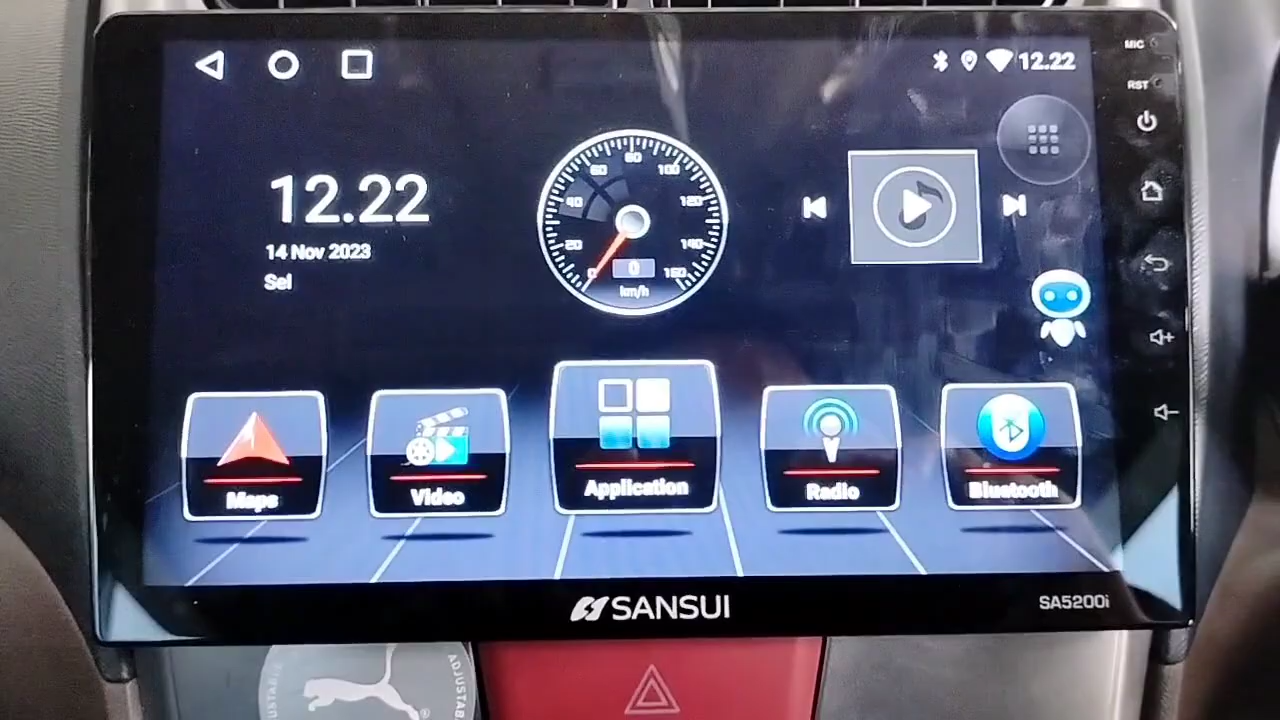 12.22
MIC
RST
12.22
14 Nov 2023
Sel
0
20
40
60
80
100
120
140
160
0
km/h
Maps
Video
Application
Radio
Bluetooth
SANSUI
SA5200i
ADJUSTAB